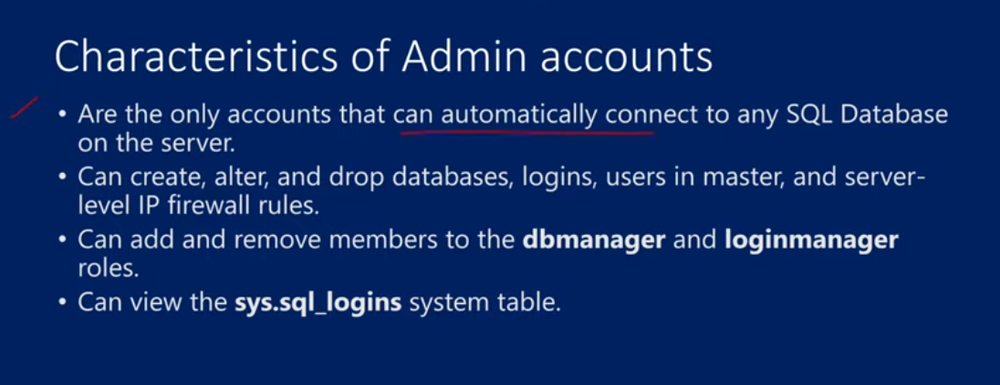 Characteristics of Admin accounts
• Are the only accounts that can automatically connect to any SQL Database
on the server.
• Can create, alter, and drop databases, logins, users in master, and server-
level IP firewall rules.
• Can add and remove members to the dbmanager and loginmanager
roles.
• Can view the sys.sql_logins system table.